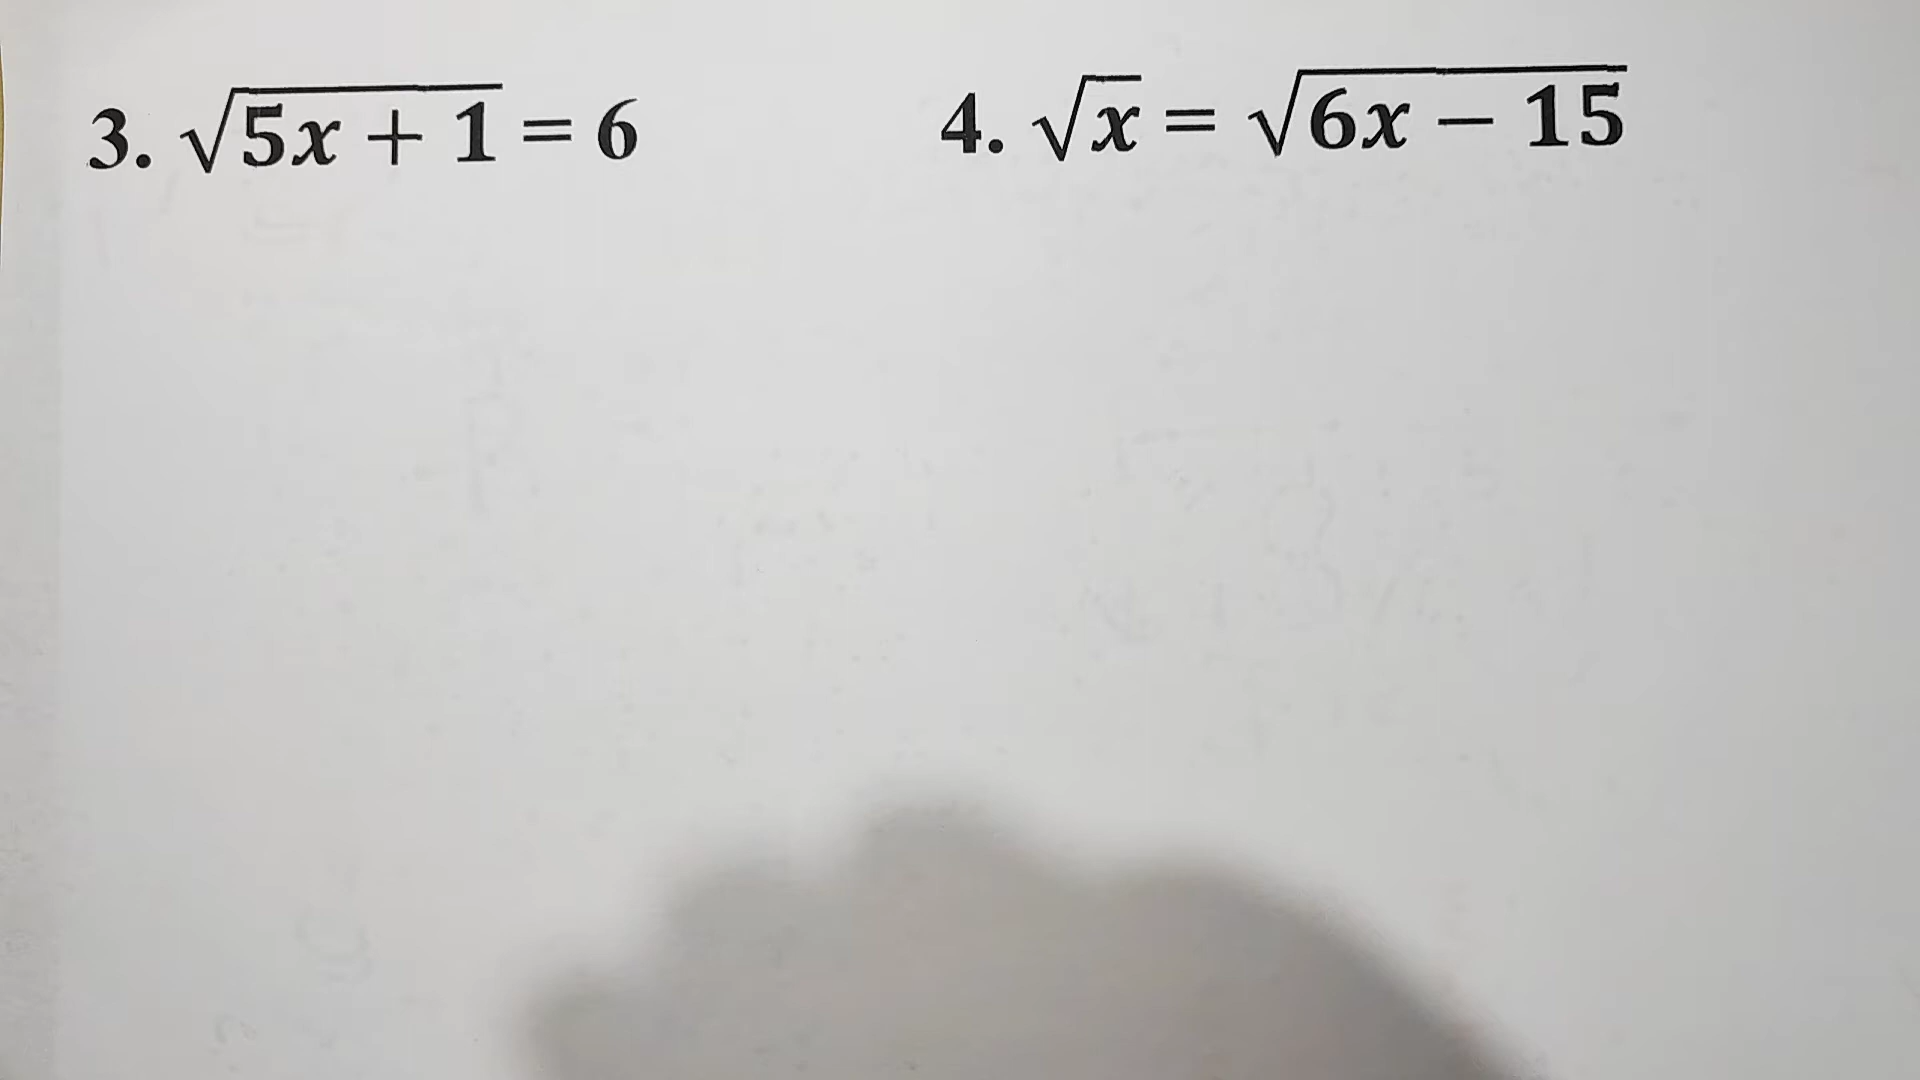 3. √5x + 1 = 6
4. √x = √6x − 15